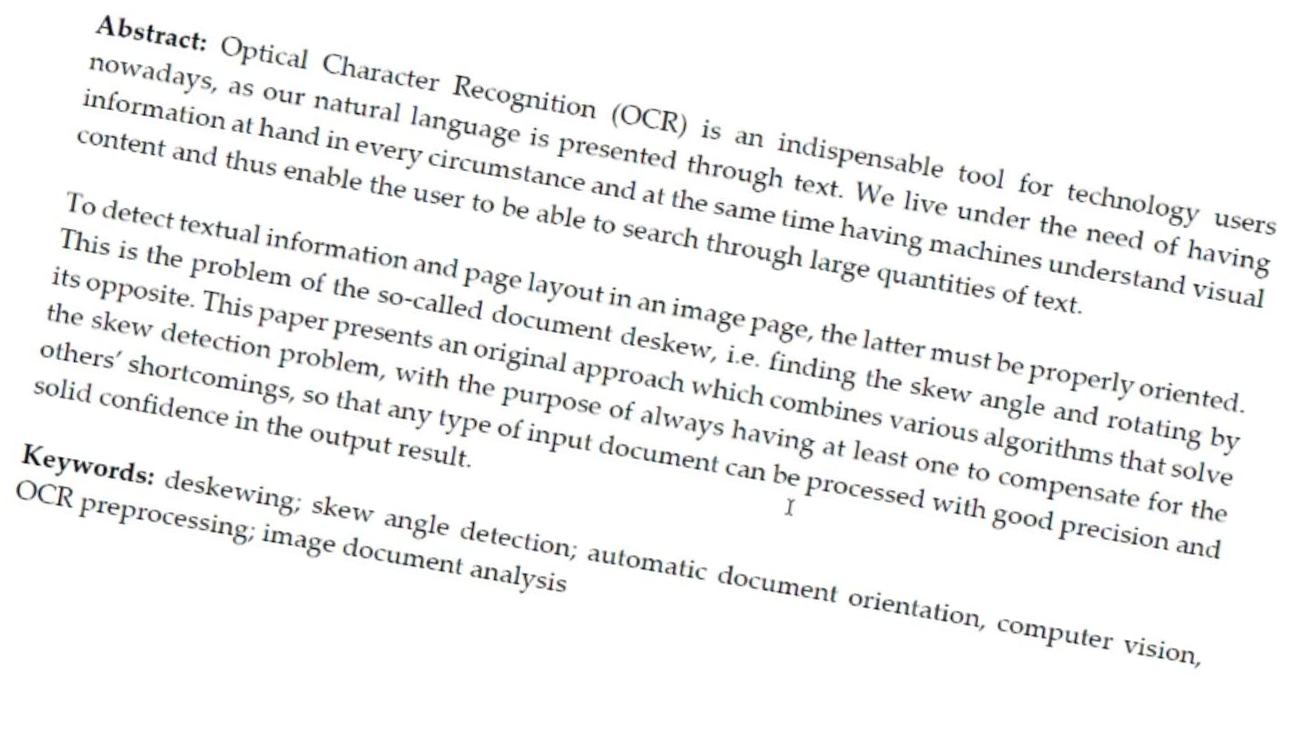 Abstract: Optical Character Recognition (OCR) is an indispensable tool for technology users
nowadays, as our natural language is presented through text. We live under the need of having
information at hand in every circumstance and at the same time having machines understand visual
content and thus enable the user to be able to search through large quantities of text.
To detect textual information and page layout in an image page, the latter must be properly oriented.
This is the problem of the so-called document deskew, i.e. finding the skew angle and rotating by
its opposite. This paper presents an original approach which combines various algorithms that solve
the skew detection problem, with the purpose of always having at least one to compensate for the
others’ shortcomings, so that any type of input document can be processed with good precision and
solid confidence in the output result.
Keywords: deskewing; skew angle detection; automatic document orientation, computer vision,
OCR preprocessing; image document analysis